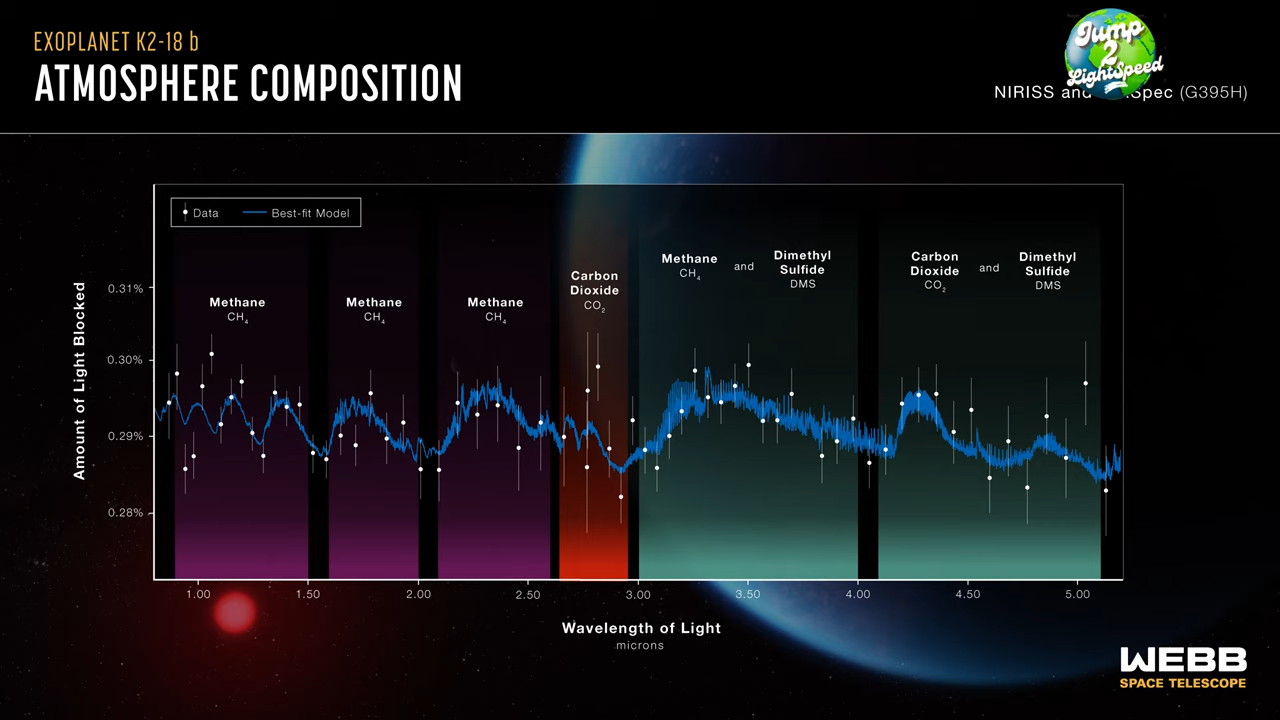 EXOPLANET K2-18 b
ATMOSPHERE COMPOSITION
Jump
2
LightSpeed
NIRISS and Spec (G395H)
Data
Best-fit Model
Methane
CH₄
Methane
CH₄
Methane
CH₄
Carbon
Dioxide
CO₂
Methane
CH₄
and
Dimethyl
Sulfide
DMS
Carbon
Dioxide
CO₂
and
Dimethyl
Sulfide
DMS
Amount of Light Blocked
0.31%
0.30%
0.29%
0.28%
1.00 1.50 2.00 2.50 3.00 3.50 4.00 4.50 5.00
Wavelength of Light
microns
WEBB
SPACE TELESCOPE